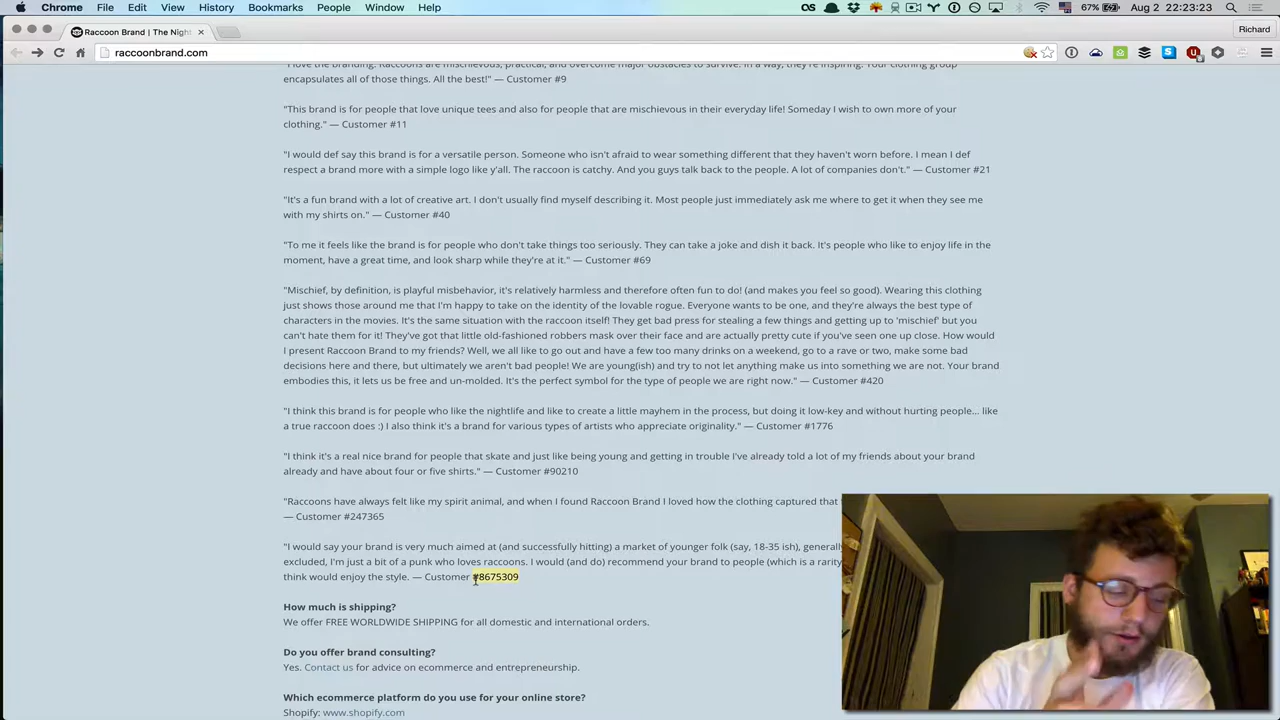 Chrome File Edit View History Bookmarks People Window Help 67% Aug 2 22:23:23
Raccoon Brand | The Night Richard
raccoonbrand.com
"I love the branding. Raccoons are mischievous, practical, and overcome major obstacles to survive. In a way, they're inspiring. Your clothing group
encapsulates all of those things. All the best!" — Customer #9
"This brand is for people that love unique tees and also for people that are mischievous in their everyday life! Someday I wish to own more of your
clothing." — Customer #11
"I would def say this brand is for a versatile person. Someone who isn't afraid to wear something different that they haven't worn before. I mean I def
respect a brand more with a simple logo like y'all. The raccoon is catchy. And you guys talk back to the people. A lot of companies don't." — Customer #21
"It's a fun brand with a lot of creative art. I don't usually find myself describing it. Most people just immediately ask me where to get it when they see me
with my shirts on." — Customer #40
"To me it feels like the brand is for people who don't take things too seriously. They can take a joke and dish it back. It's people who like to enjoy life in the
moment, have a great time, and look sharp while they're at it." — Customer #69
"Mischief, by definition, is playful misbehavior, it's relatively harmless and therefore often fun to do! (and makes you feel so good). Wearing this clothing
just shows those around me that I'm happy to take on the identity of the lovable rogue. Everyone wants to be one, and they're always the best type of
characters in the movies. It's the same situation with the raccoon itself! They get bad press for stealing a few things and getting up to 'mischief' but you
can't hate them for it! They've got that little old-fashioned robbers mask over their face and are actually pretty cute if you've seen one up close. How would
I present Raccoon Brand to my friends? Well, we all like to go out and have a few too many drinks on a weekend, go to a rave or two, make some bad
decisions here and there, but ultimately we aren't bad people! We are young(ish) and try to not let anything make us into something we are not. Your brand
embodies this, it lets us be free and un-molded. It's the perfect symbol for the type of people we are right now." — Customer #420
"I think this brand is for people who like the nightlife and like to create a little mayhem in the process, but doing it low-key and without hurting people... like
a true raccoon does :) I also think it's a brand for various types of artists who appreciate originality." — Customer #1776
"I think it's a real nice brand for people that skate and just like being young and getting in trouble I've already told a lot of my friends about your brand
already and have about four or five shirts." — Customer #90210
"Raccoons have always felt like my spirit animal, and when I found Raccoon Brand I loved how the clothing captured that
— Customer #247365
"I would say your brand is very much aimed at (and successfully hitting) a market of younger folk (say, 18-35 ish), generall
excluded, I'm just a bit of a punk who loves raccoons. I would (and do) recommend your brand to people (which is a rarity
think would enjoy the style. — Customer #8675309
How much is shipping?
We offer FREE WORLDWIDE SHIPPING for all domestic and international orders.
Do you offer brand consulting?
Yes. Contact us for advice on ecommerce and entrepreneurship.
Which ecommerce platform do you use for your online store?
Shopify: www.shopify.com